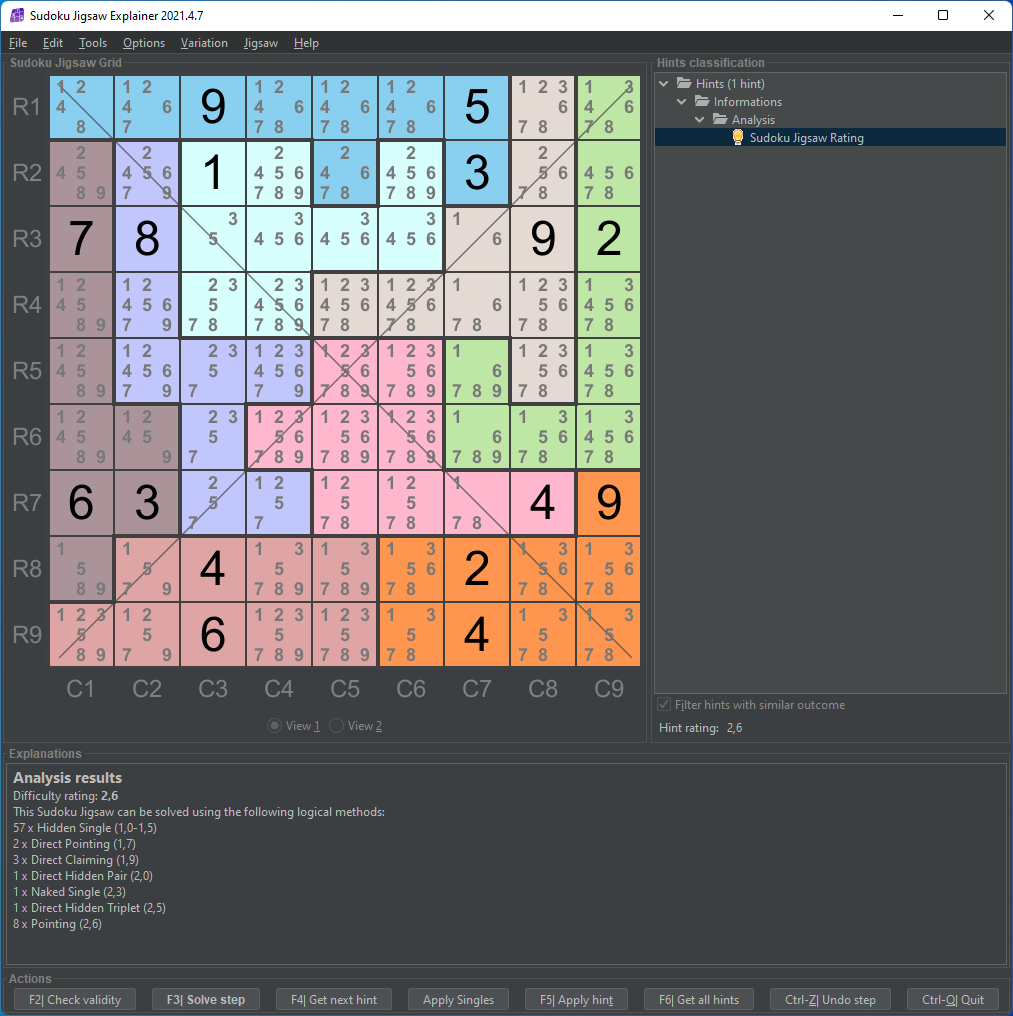 Sudoku Jigsaw Explainer 2021.4.7
File Edit Tools Options Variation Jigsaw Help
Sudoku Jigsaw Grid
R1
1 2 4 8
1 2 4 6 7
9
1 2 4 6 7 8
1 2 4 6 7 8
1 2 4 6 7 8
5
1 2 3 6 7 8
1 3 4 6 7 8
R2
2 4 5 8 9
2 4 5 6 7 9
1
2 4 5 6 7 8 9
2 4 6 7 8
2 4 5 6 7 8 9
3
2 5 6 7 8
4 5 6 7 8
R3
7
8
3 5
3 4 5 6
3 4 5 6
3 4 5 6
1 6
9
2
R4
1 2 4 5 8 9
1 2 4 5 6 7 9
2 3 5 7 8
2 3 4 5 6 7 8 9
1 2 3 4 5 6 7 8
1 2 3 4 5 6 7 8
1 6 7 8
1 3 5 6 7 8
1 3 4 5 6 7 8
R5
1 2 4 5 8 9
1 2 4 5 6 7 9
2 3 5 7
1 2 3 4 5 6 7 9
1 2 3 5 6 7 8 9
1 2 3 5 6 7 8 9
1 6 7 8 9
1 2 3 5 6 7 8
1 3 4 5 6 7 8
R6
1 2 4 5 8 9
1 2 4 5 9
2 3 5 7
1 2 3 5 6 7 8 9
1 2 3 5 6 7 8 9
1 2 3 5 6 7 8 9
1 6 7 8 9
1 3 5 6 7 8
1 3 4 5 6 7 8
R7
6
3
2 5 7
1 2 5 7
1 2 5 7 8
1 2 5 7 8
1 7 8
4
9
R8
1 5 8 9
1 5 7 9
4
1 3 5 7 8 9
1 3 5 7 8 9
1 3 5 6 7 8
2
1 3 5 6 7 8
1 3 5 6 7 8
R9
1 2 3 5 8 9
1 2 5 7 9
6
1 2 3 5 7 8 9
1 2 3 5 7 8 9
1 3 5 7 8
4
1 3 5 7 8
1 3 5 7 8
C1 C2 C3 C4 C5 C6 C7 C8 C9
View 1 View 2
Hints classification
Hints (1 hint)
Informations
Analysis
Sudoku Jigsaw Rating
Filter hints with similar outcome
Hint rating: 2,6
Explanations
Analysis results
Difficulty rating: 2,6
This Sudoku Jigsaw can be solved using the following logical methods:
57 x Hidden Single (1,0-1,5)
2 x Direct Pointing (1,7)
3 x Direct Claiming (1,9)
1 x Direct Hidden Pair (2,0)
1 x Naked Single (2,3)
1 x Direct Hidden Triplet (2,5)
8 x Pointing (2,6)
Actions
F2| Check validity F3| Solve step F4| Get next hint Apply Singles F5| Apply hint F6| Get all hints Ctrl-Z| Undo step Ctrl-Q| Quit